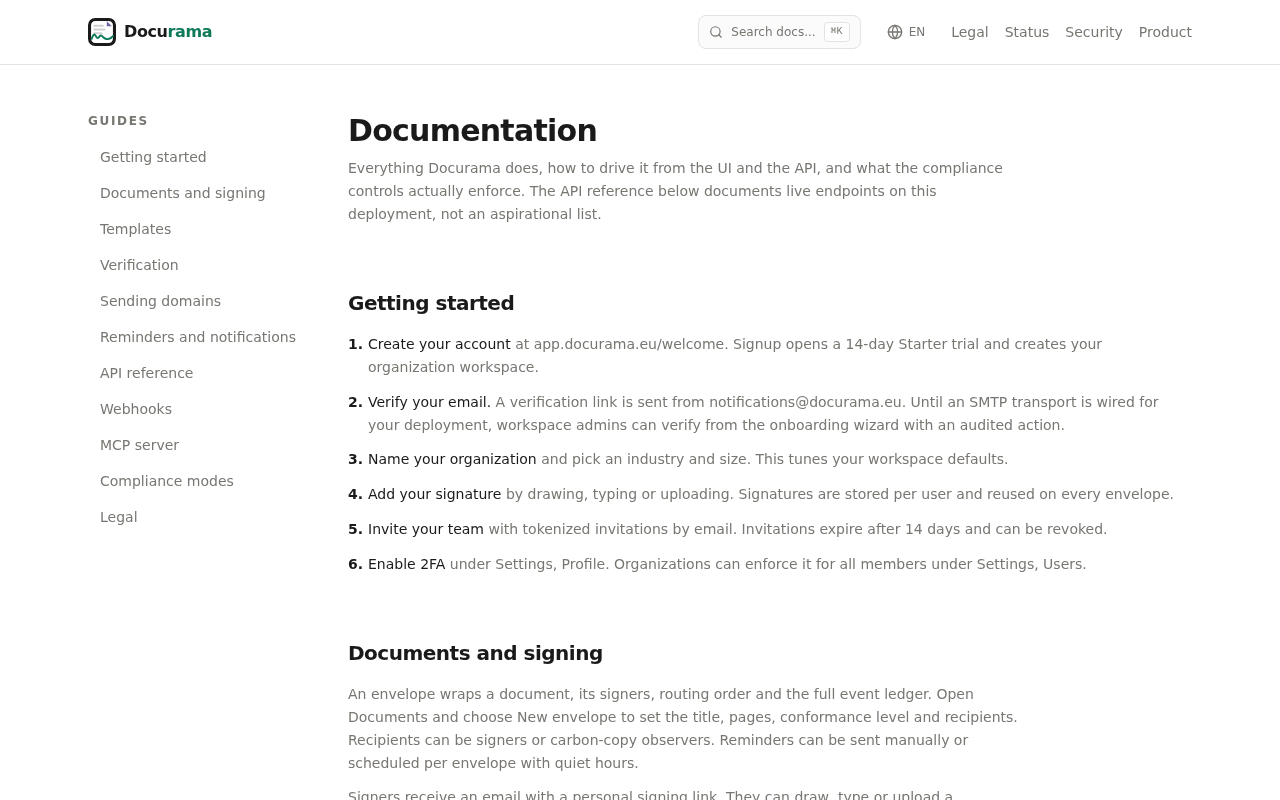 Docurama
Search docs...
⌘K
EN
Legal
Status
Security
Product
GUIDES
Getting started
Documents and signing
Templates
Verification
Sending domains
Reminders and notifications
API reference
Webhooks
MCP server
Compliance modes
Legal
Documentation
Everything Docurama does, how to drive it from the UI and the API, and what the compliance
controls actually enforce. The API reference below documents live endpoints on this
deployment, not an aspirational list.
Getting started
1. Create your account at app.docurama.eu/welcome. Signup opens a 14-day Starter trial and creates your
organization workspace.
2. Verify your email. A verification link is sent from notifications@docurama.eu. Until an SMTP transport is wired for
your deployment, workspace admins can verify from the onboarding wizard with an audited action.
3. Name your organization and pick an industry and size. This tunes your workspace defaults.
4. Add your signature by drawing, typing or uploading. Signatures are stored per user and reused on every envelope.
5. Invite your team with tokenized invitations by email. Invitations expire after 14 days and can be revoked.
6. Enable 2FA under Settings, Profile. Organizations can enforce it for all members under Settings, Users.
Documents and signing
An envelope wraps a document, its signers, routing order and the full event ledger. Open
Documents and choose New envelope to set the title, pages, conformance level and recipients.
Recipients can be signers or carbon-copy observers. Reminders can be sent manually or
scheduled per envelope with quiet hours.
Signers receive an email with a personal signing link. They can draw, type or upload a